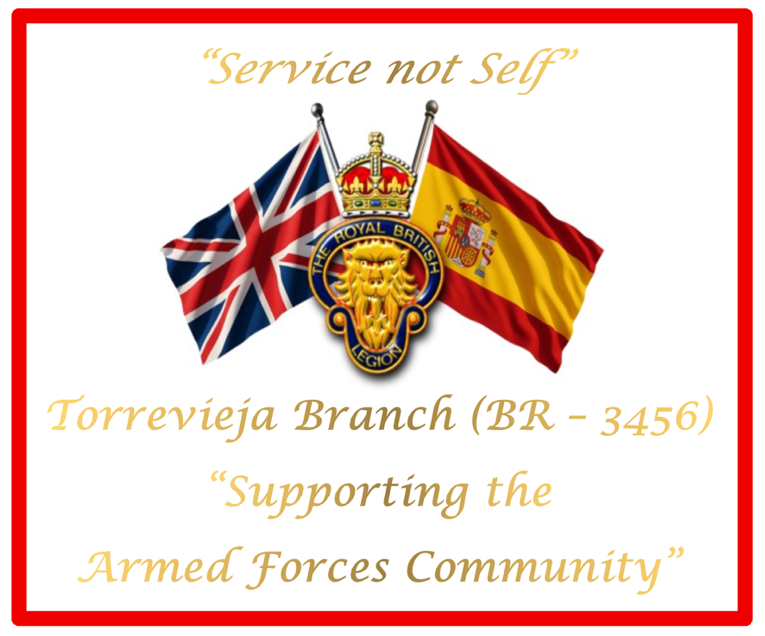 “Service not Self”
THE ROYAL BRITISH
LEGION
Torrevieja Branch (BR – 3456)
“Supporting the
Armed Forces Community”